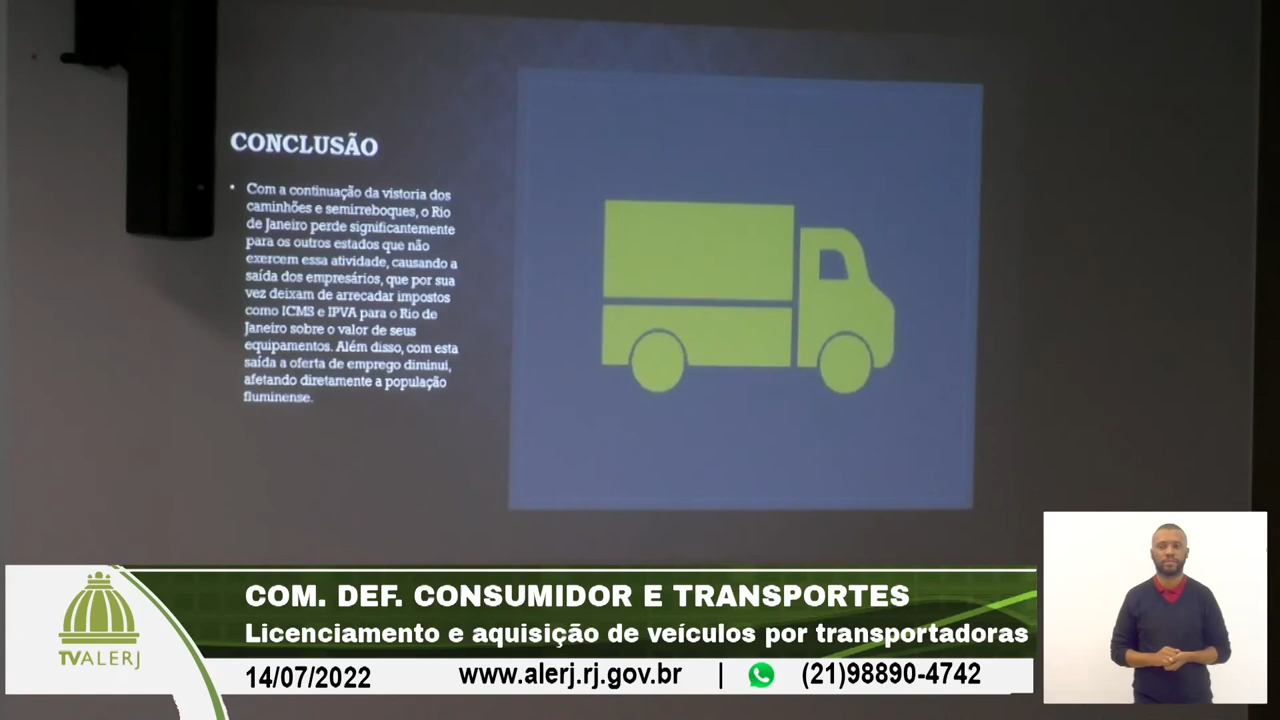 CONCLUSÃO
• Com a continuação da vistoria dos
caminhões e semirreboques, o Rio
de Janeiro perde significantemente
para os outros estados que não
exercem essa atividade, causando a
saída dos empresários, que por sua
vez deixam de arrecadar impostos
como ICMS e IPVA para o Rio de
Janeiro sobre o valor de seus
equipamentos. Além disso, com esta
saída a oferta de emprego diminui,
afetando diretamente a população
fluminense.
COM. DEF. CONSUMIDOR E TRANSPORTES
Licenciamento e aquisição de veículos por transportadoras
TVALERJ
14/07/2022 www.alerj.rj.gov.br | (21)98890-4742